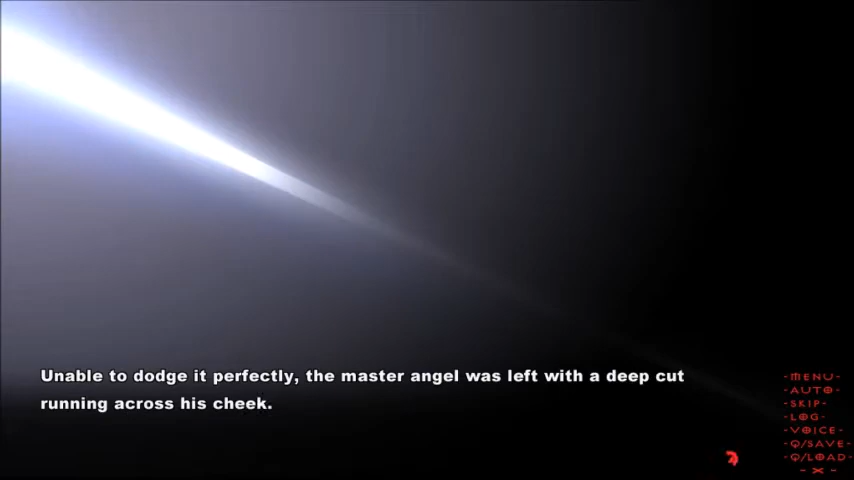 Unable to dodge it perfectly, the master angel was left with a deep cut
running across his cheek.
-MENU-
-AUTO-
-SKIP-
-LOG-
-VOICE-
-Q/SAVE-
-Q/LOAD-